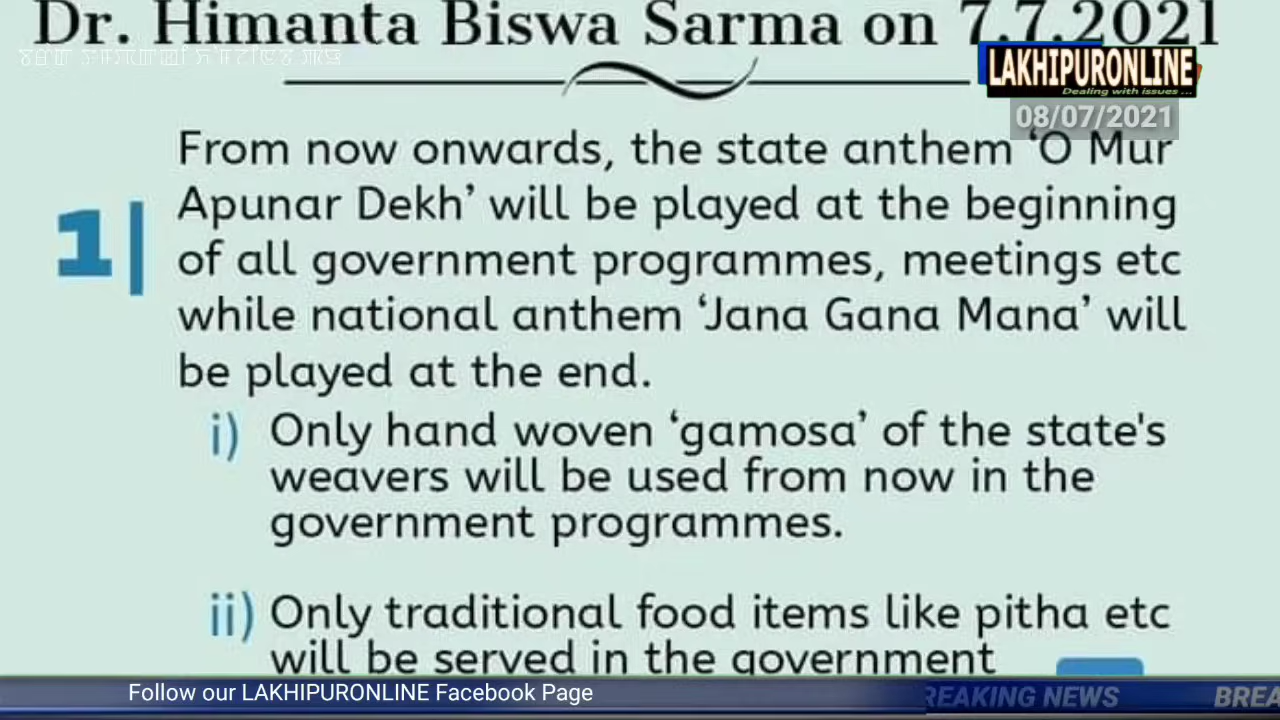 Dr. Himanta Biswa Sarma on 7.7.2021
LAKHIPURONLINE
Dealing with issues ...
08/07/2021
1|
From now onwards, the state anthem ‘O Mur
Apunar Dekh’ will be played at the beginning
of all government programmes, meetings etc
while national anthem ‘Jana Gana Mana’ will
be played at the end.
i) Only hand woven ‘gamosa’ of the state's
weavers will be used from now in the
government programmes.
ii) Only traditional food items like pitha etc
will be served in the government
Follow our LAKHIPURONLINE Facebook Page
REAKING NEWS BREA